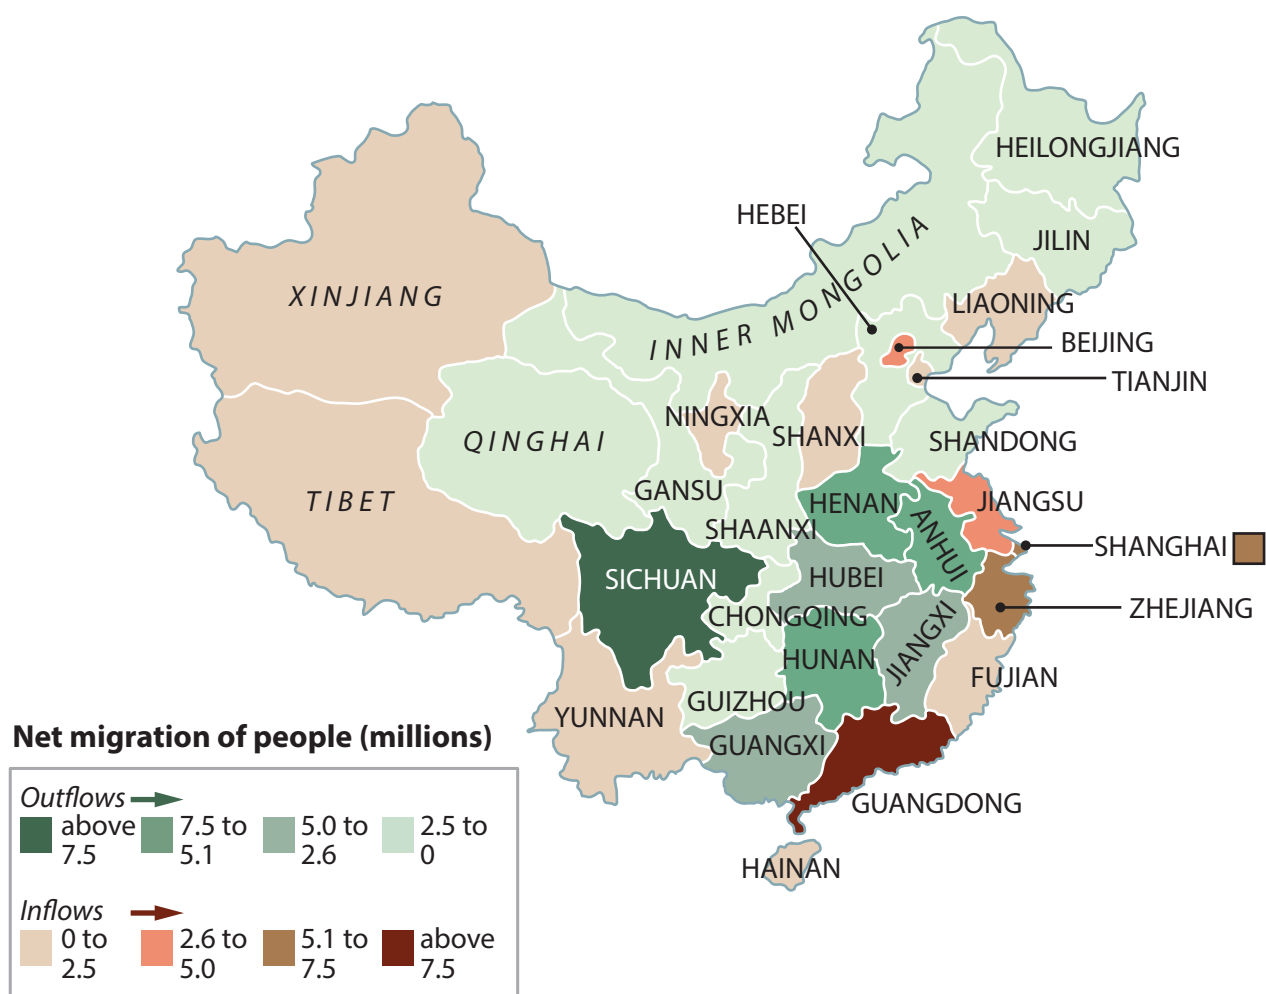 HEILONGJIANG
HEBEI
JILIN
INNER MONGOLIA
XINJIANG
LIAONING
BEIJING
TIANJIN
NINGXIA
SHANXI
QINGHAI
SHANDONG
TIBET
GANSU
HENAN
JIANGSU
SHAANXI
ANHUI
SHANGHAI
SICHUAN
HUBEI
ZHEJIANG
CHONGQING
JIANGXI
HUNAN
FUJIAN
GUIZHOU
YUNNAN
GUANGXI
GUANGDONG
HAINAN
Net migration of people (millions)
Outflows
above
7.5
7.5 to
5.1
5.0 to
2.6
2.5 to
0
Inflows
0 to
2.5
2.6 to
5.0
5.1 to
7.5
above
7.5